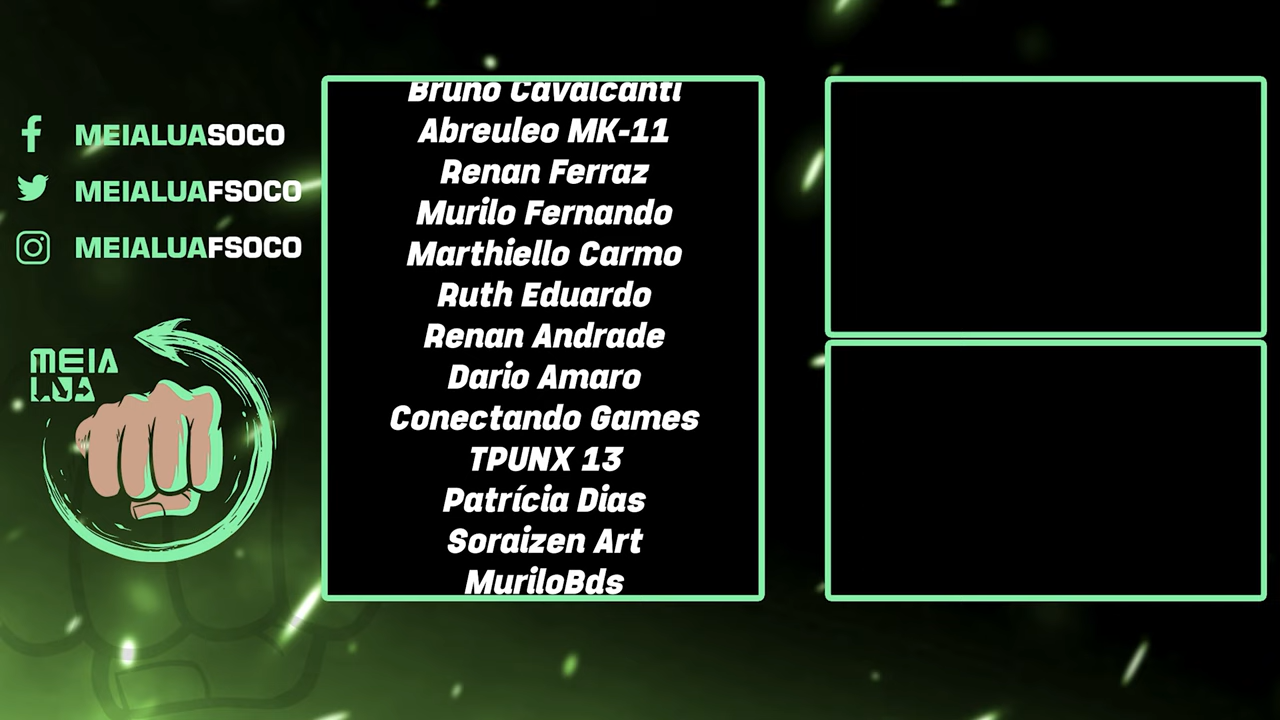 MEIALUASOCO
MEIALUAFSOCO
MEIALUAFSOCO
MEIA
LUA
Bruno Cavalcanti
Abreuleo MK-11
Renan Ferraz
Murilo Fernando
Marthiello Carmo
Ruth Eduardo
Renan Andrade
Dario Amaro
Conectando Games
TPUNX 13
Patrícia Dias
Soraizen Art
MuriloBds